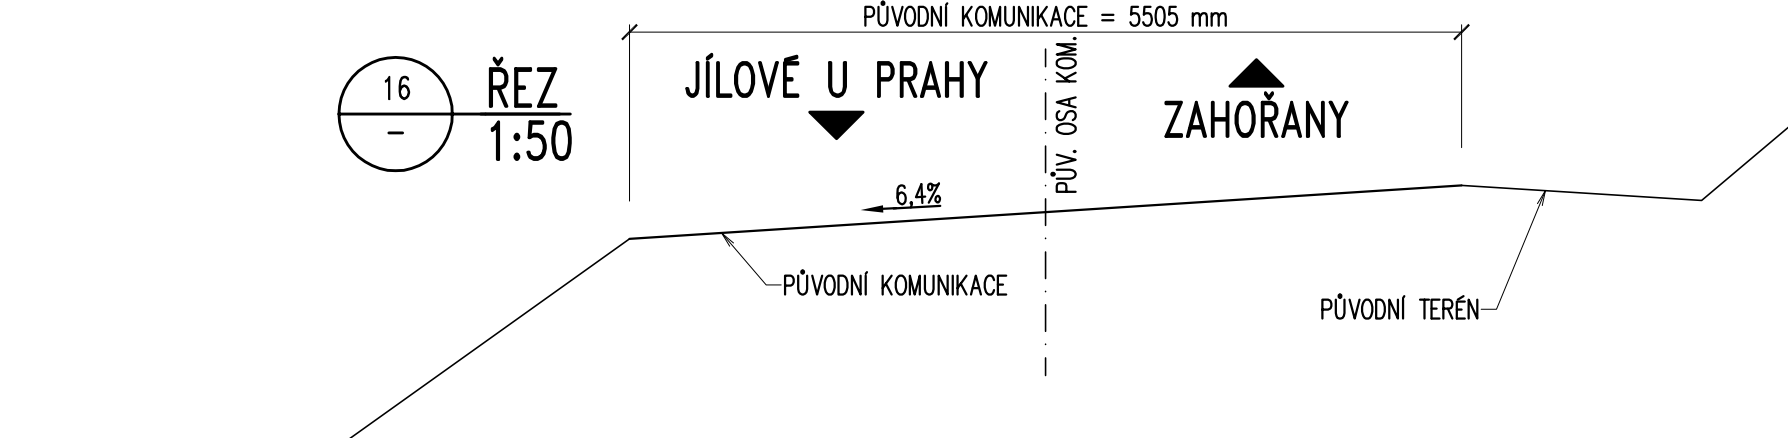 PŮVODNÍ KOMUNIKACE = 5505 mm
16
–
ŘEZ
1:50
JÍLOVÉ U PRAHY
PŮV. OSA KOM.
ZAHOŘANY
6,4%
PŮVODNÍ KOMUNIKACE
PŮVODNÍ TERÉN